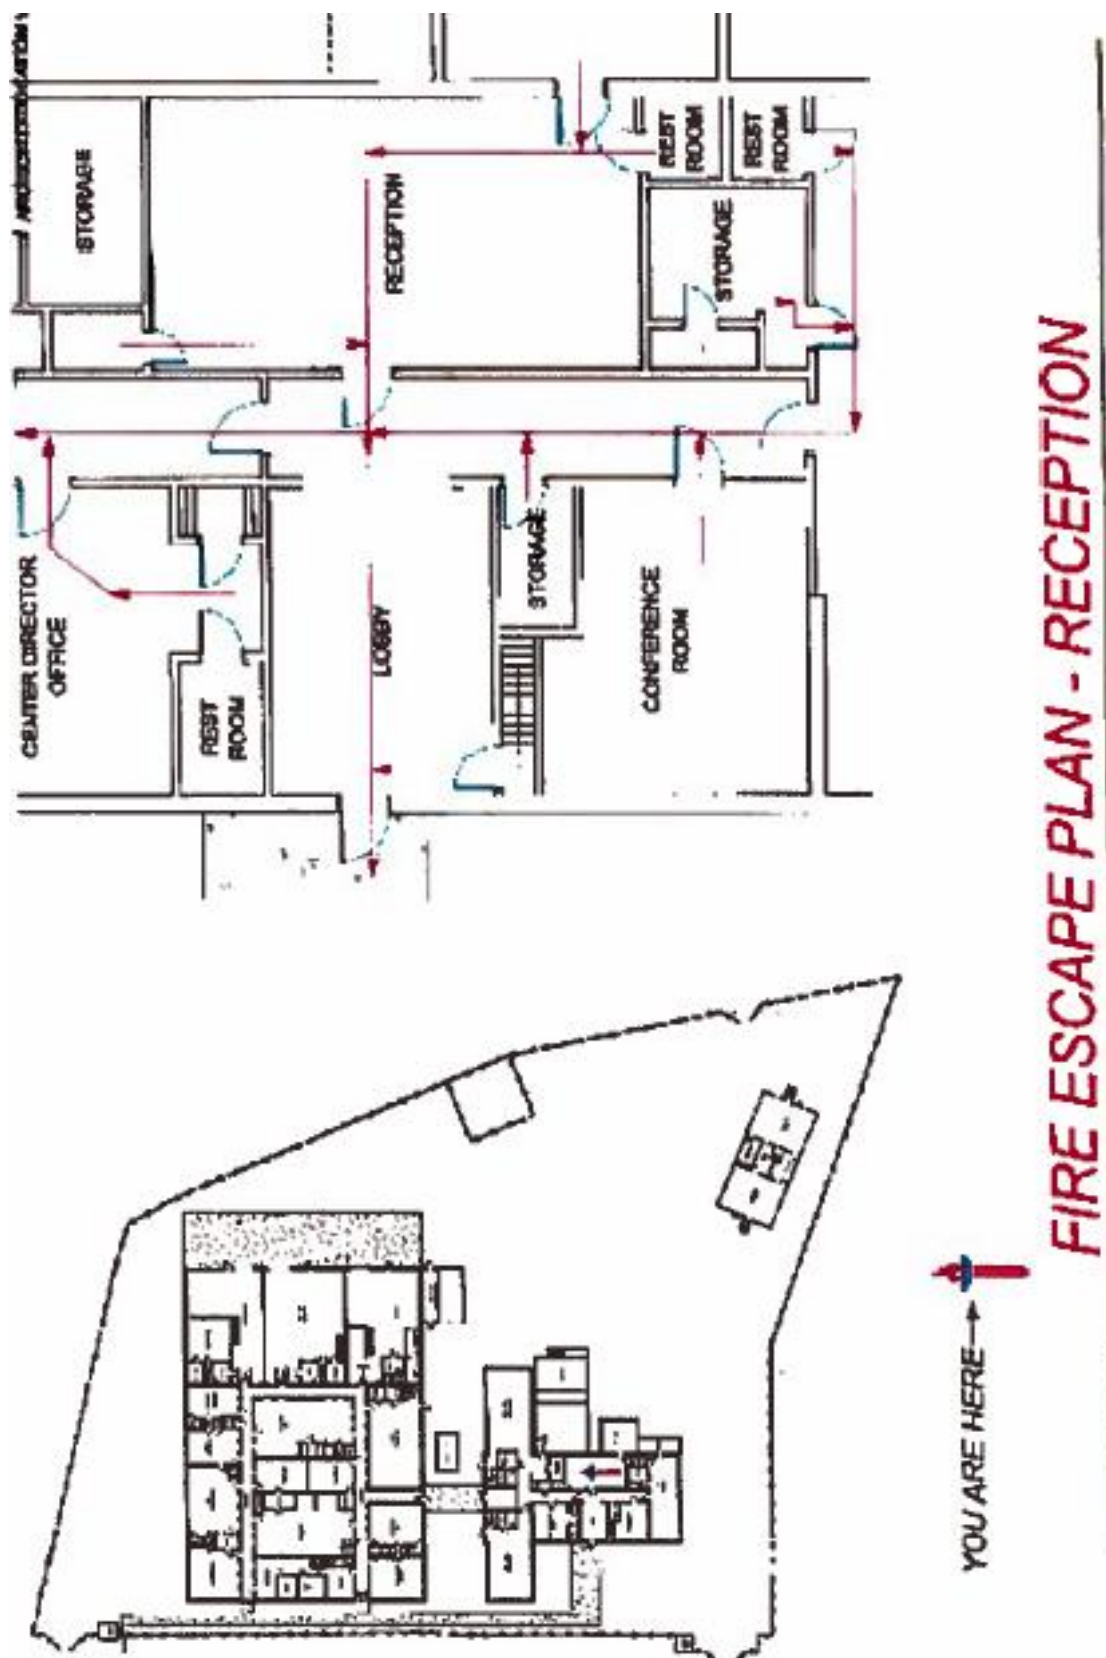 STORAGE
RECEPTION
REST
ROOM
REST
ROOM
STORAGE
CENTER DIRECTOR
OFFICE
REST
ROOM
LOBBY
STORAGE
CONFERENCE
ROOM
YOU ARE HERE
FIRE ESCAPE PLAN - RECEPTION